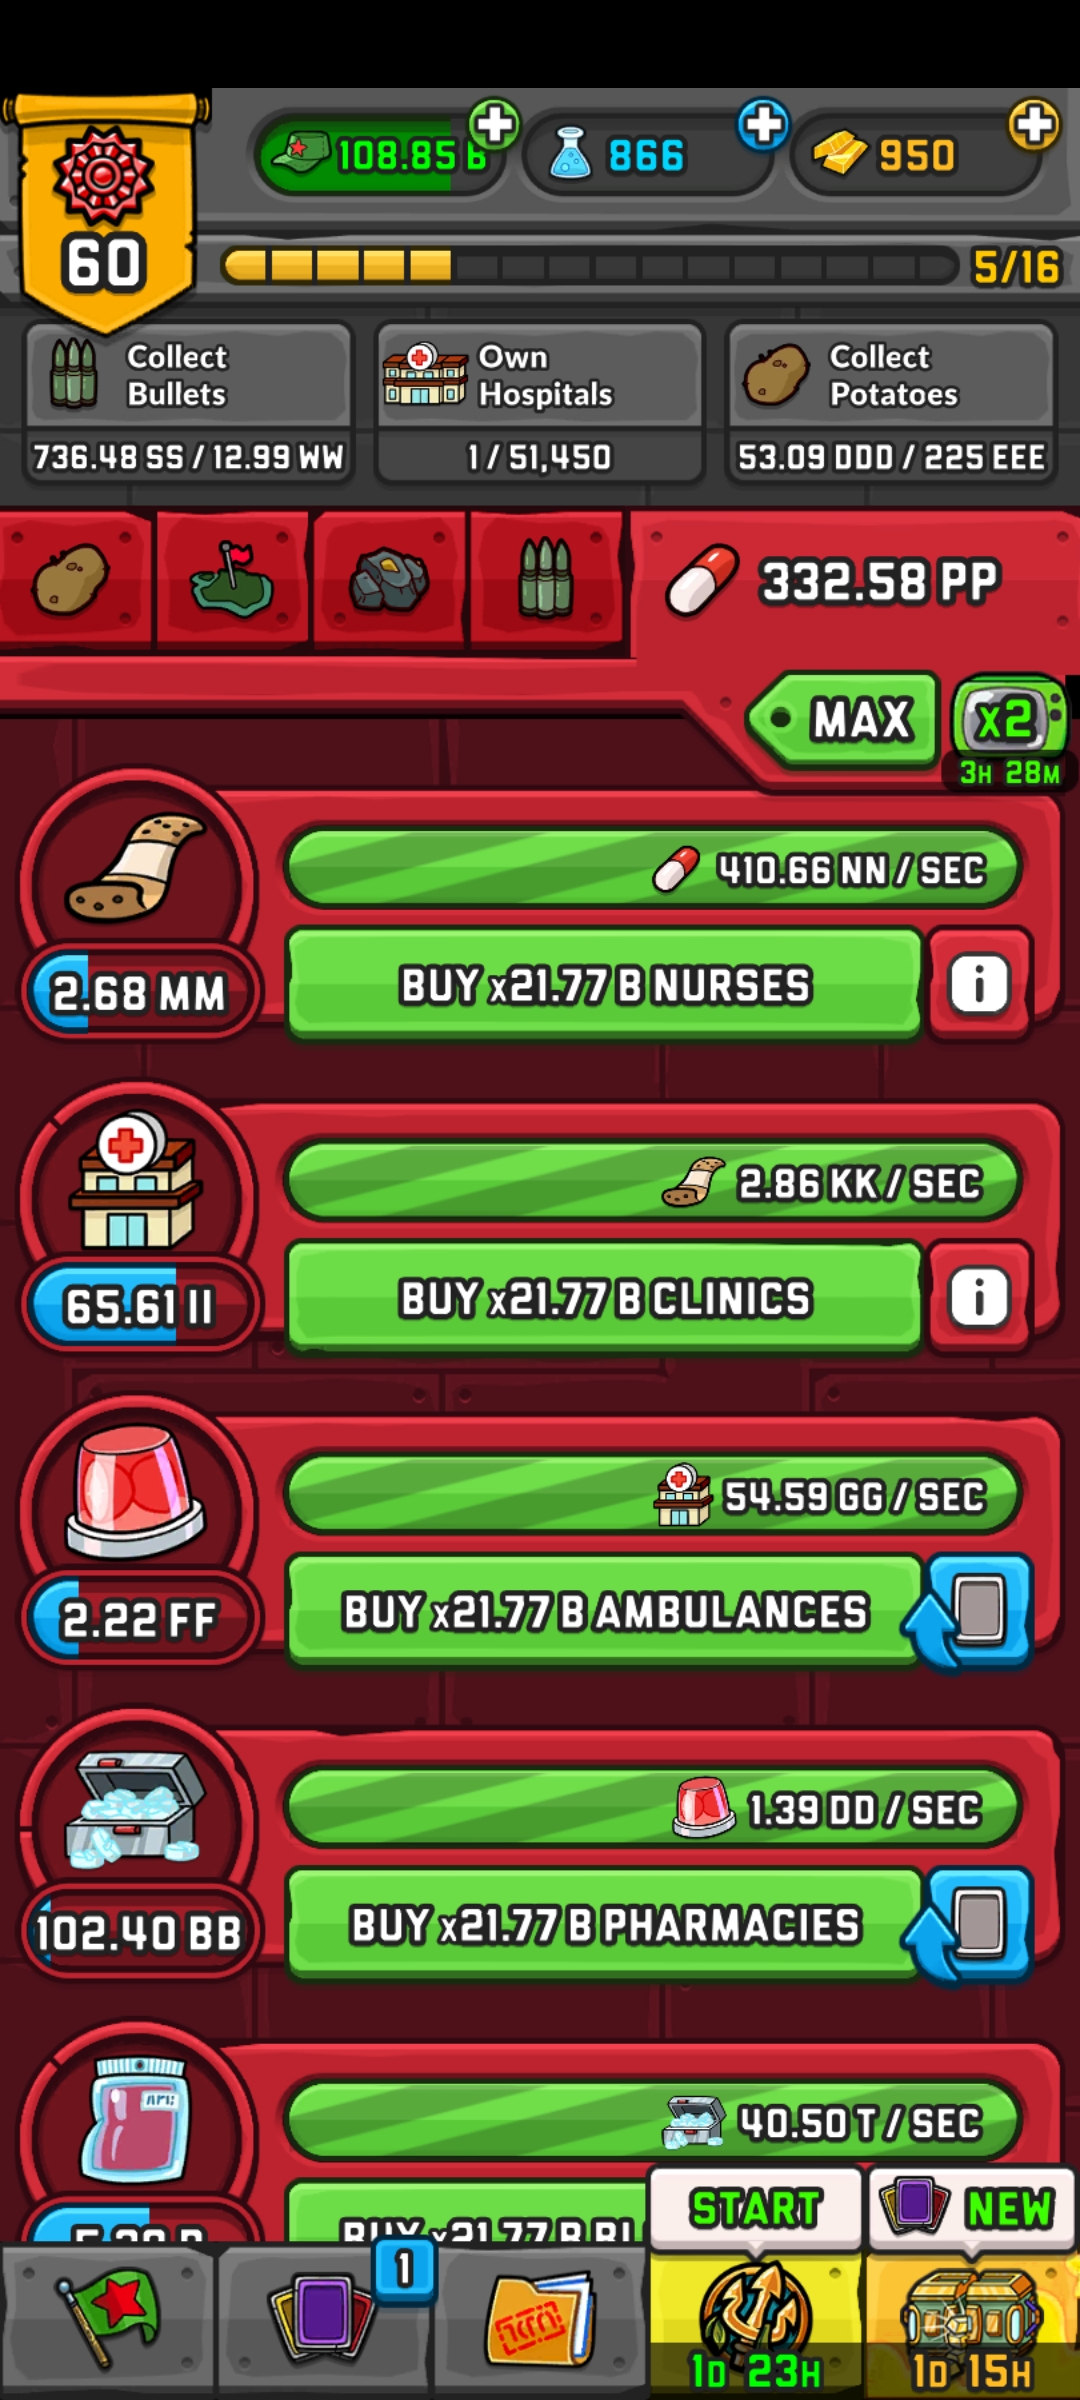 108.85 B
866
950
60
5/16
Collect
Bullets
Own
Hospitals
Collect
Potatoes
736.48 SS / 12.99 WW
1 / 51,450
53.09 DDD / 225 EEE
332.58 PP
MAX
x2
3H 28M
410.66 NN / SEC
2.68 MM
BUY x21.77 B NURSES
2.86 KK / SEC
65.61 II
BUY x21.77 B CLINICS
54.59 GG / SEC
2.22 FF
BUY x21.77 B AMBULANCES
1.39 DD / SEC
102.40 BB
BUY x21.77 B PHARMACIES
40.50 T / SEC
BUY x21.77 B
START
NEW
1
1D 23H
1D 15H